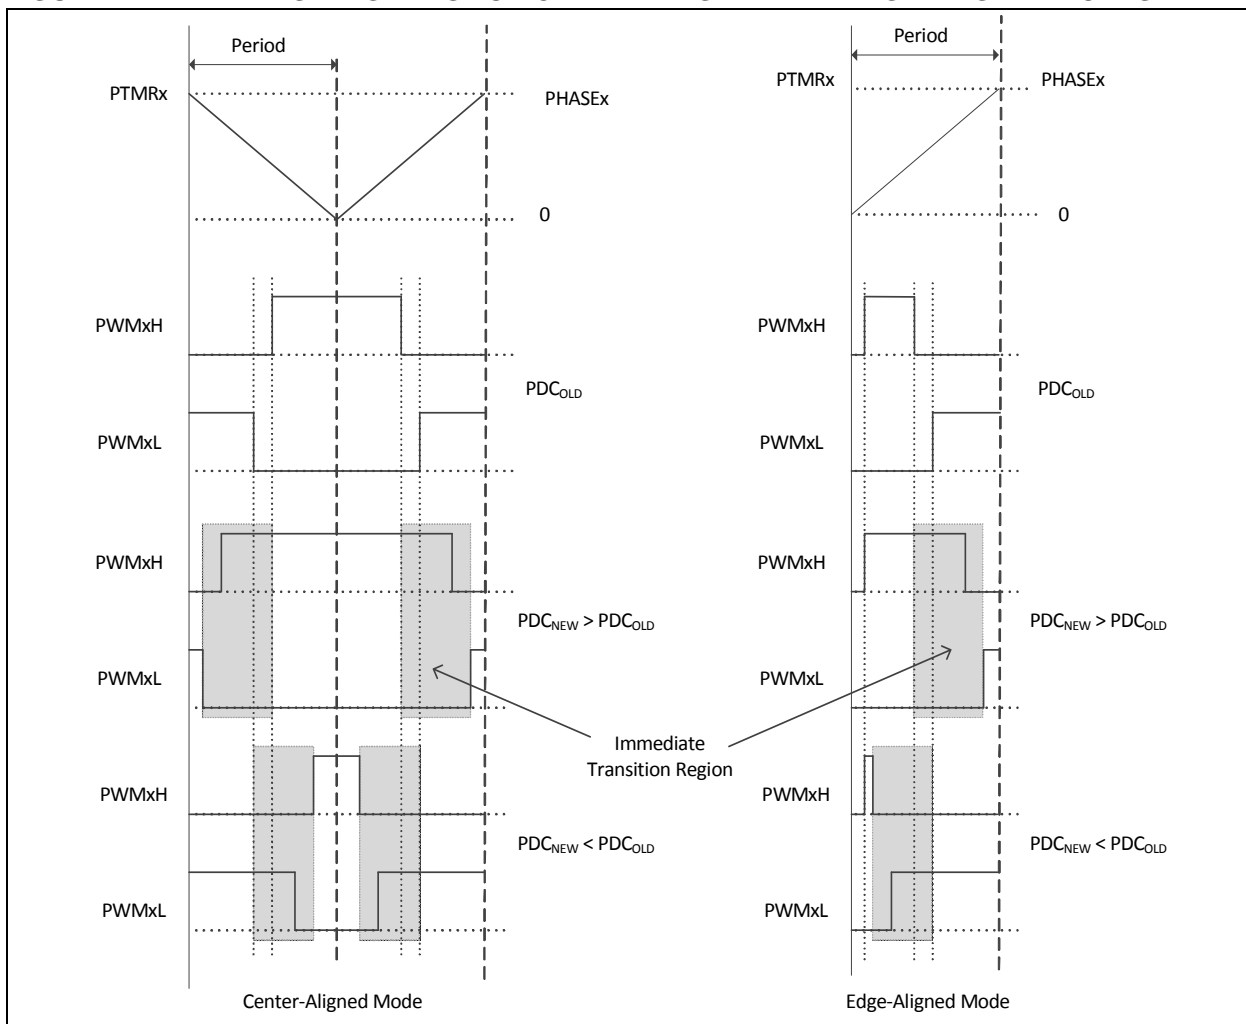 Period
PTMRx
PHASEx
0
PWMxH
PDCOLD
PWMxL
PWMxH
PDCNEW > PDCOLD
PWMxL
Immediate
Transition Region
PWMxH
PDCNEW < PDCOLD
PWMxL
Center-Aligned Mode
Period
PTMRx
PHASEx
0
PWMxH
PDCOLD
PWMxL
PWMxH
PDCNEW > PDCOLD
PWMxL
PWMxH
PDCNEW < PDCOLD
PWMxL
Edge-Aligned Mode